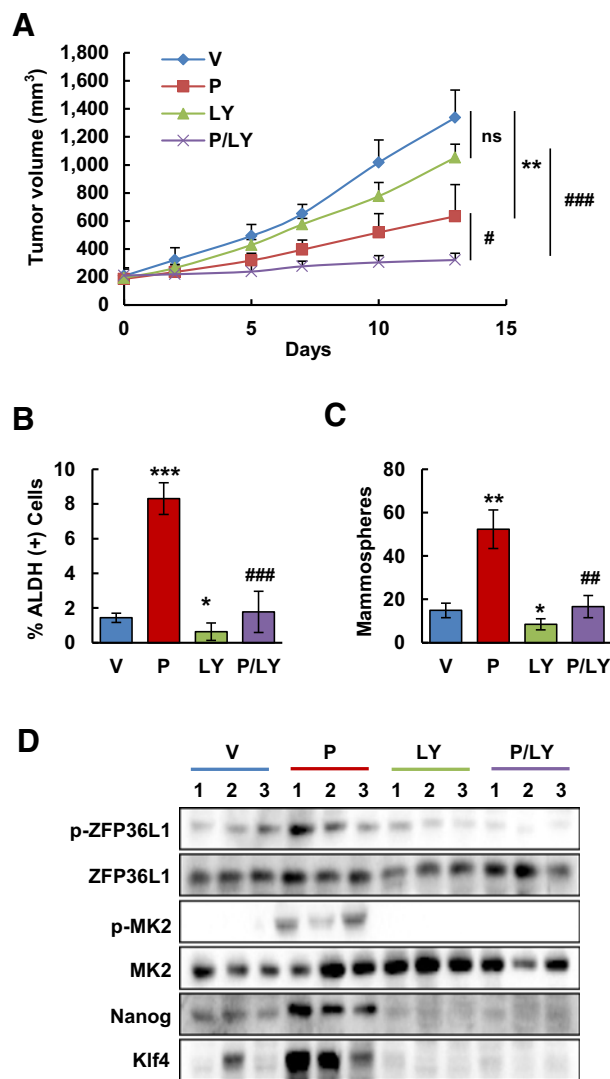 A
Tumor volume (mm³)
1,800
1,600
1,400
1,200
1,000
800
600
400
200
0
V
P
LY
P/LY
ns
**
###
#
0 5 10 15
Days
B
% ALDH (+) Cells
10
8
6
4
2
0
***
*
###
V P LY P/LY
C
Mammospheres
80
60
40
20
0
**
*
##
V P LY P/LY
D
V P LY P/LY
1 2 3 1 2 3 1 2 3 1 2 3
p-ZFP36L1
ZFP36L1
p-MK2
MK2
Nanog
Klf4